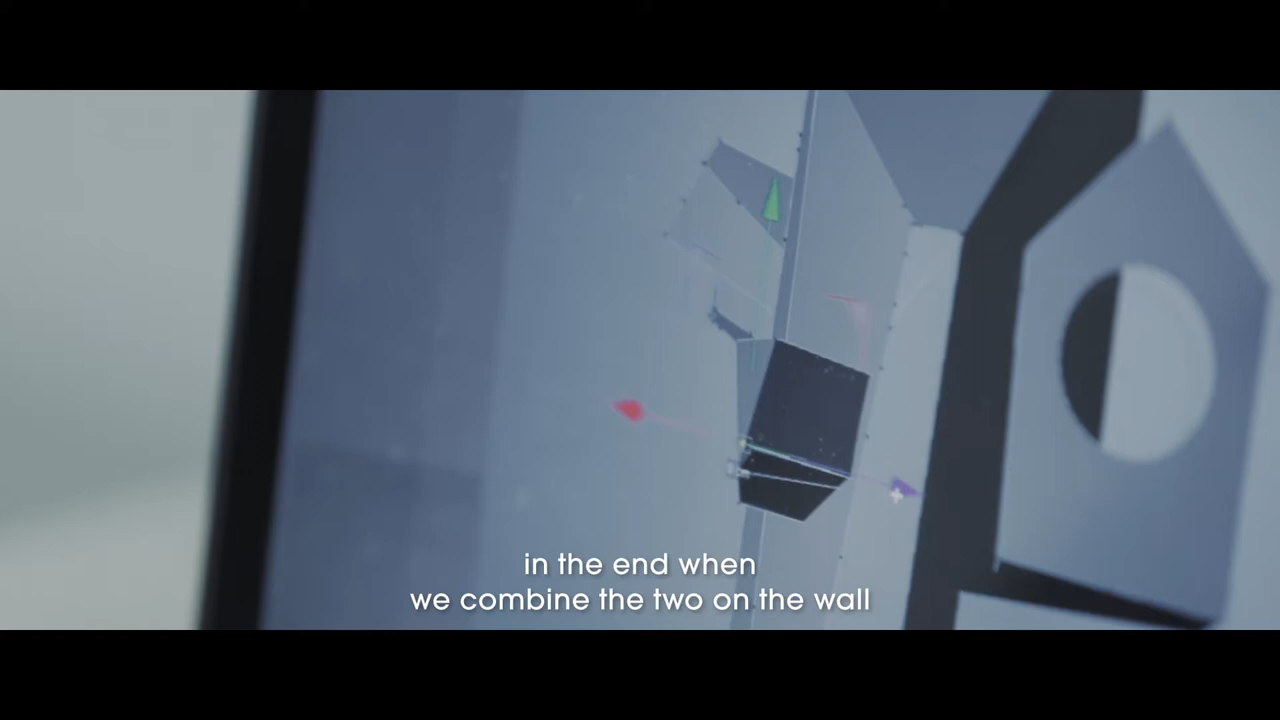 in the end when
we combine the two on the wall